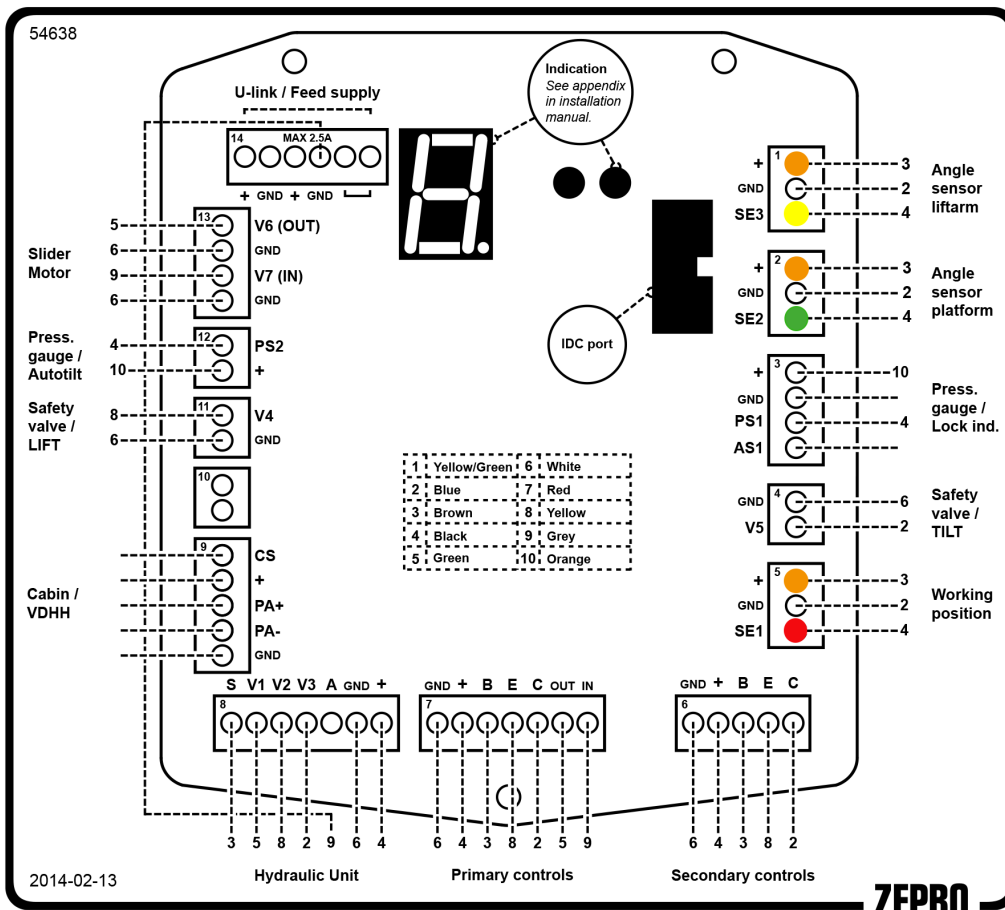 54638
Indication
See appendix
in installation
manual.
U-link / Feed supply
14 MAX 2.5A
+ GND + GND
Slider
Motor
13
5 V6 (OUT)
6 GND
9 V7 (IN)
6 GND
Press.
gauge /
Autotilt
12
4 PS2
10 +
Safety
valve /
LIFT
11
8 V4
6 GND
10
Cabin /
VDHH
9
CS
+
PA+
PA-
GND
IDC port
1 Yellow/Green 6 White
2 Blue 7 Red
3 Brown 8 Yellow
4 Black 9 Grey
5 Green 10 Orange
1
+ 3
GND 2
SE3 4
Angle
sensor
liftarm
2
+ 3
GND 2
SE2 4
Angle
sensor
platform
3
+ 10
GND
PS1 4
AS1
Press.
gauge /
Lock ind.
4
GND 6
V5 2
Safety
valve /
TILT
5
+ 3
GND 2
SE1 4
Working
position
S V1 V2 V3 A GND +
8
3 5 8 2 9 6 4
Hydraulic Unit
GND + B E C OUT IN
7
6 4 3 8 2 5 9
Primary controls
GND + B E C
6
6 4 3 8 2
Secondary controls
2014-02-13
ZEPRO